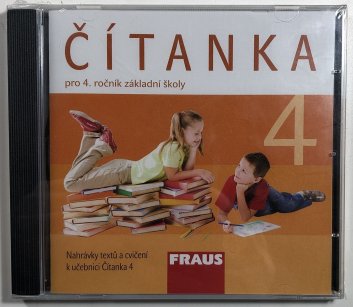 ČÍTANKA
pro 4. ročník základní školy
4
Nahrávky textů a cvičení
k učebnici Čítanka 4
FRAUS